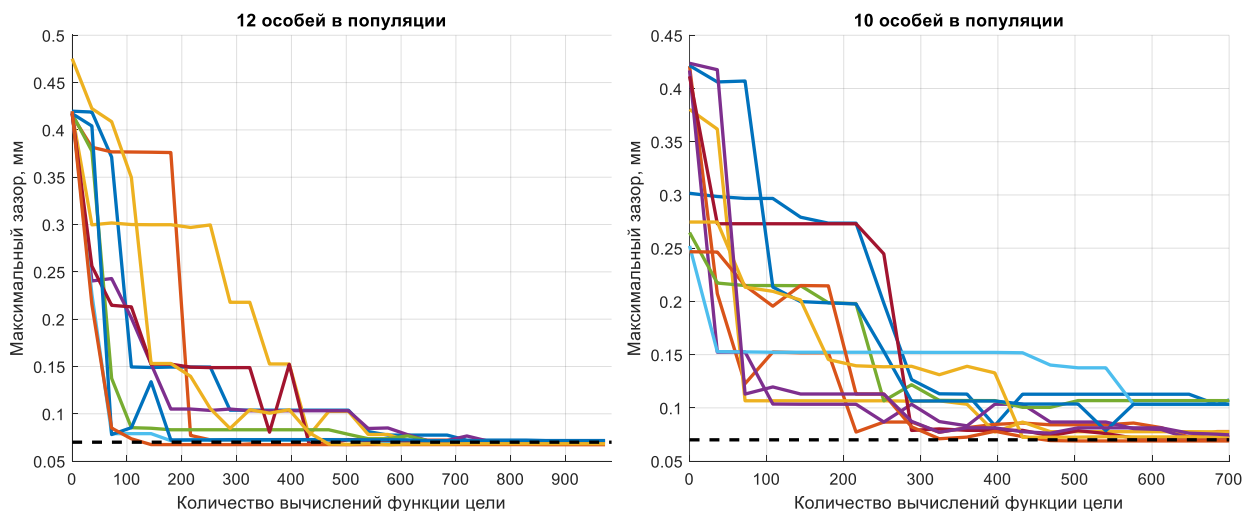 12 особей в популяции
0.5
0.45
0.4
0.35
0.3
0.25
0.2
0.15
0.1
0.05
Максимальный зазор, мм
0 100 200 300 400 500 600 700 800 900
Количество вычислений функции цели
10 особей в популяции
0.45
0.4
0.35
0.3
0.25
0.2
0.15
0.1
0.05
Максимальный зазор, мм
0 100 200 300 400 500 600 700
Количество вычислений функции цели